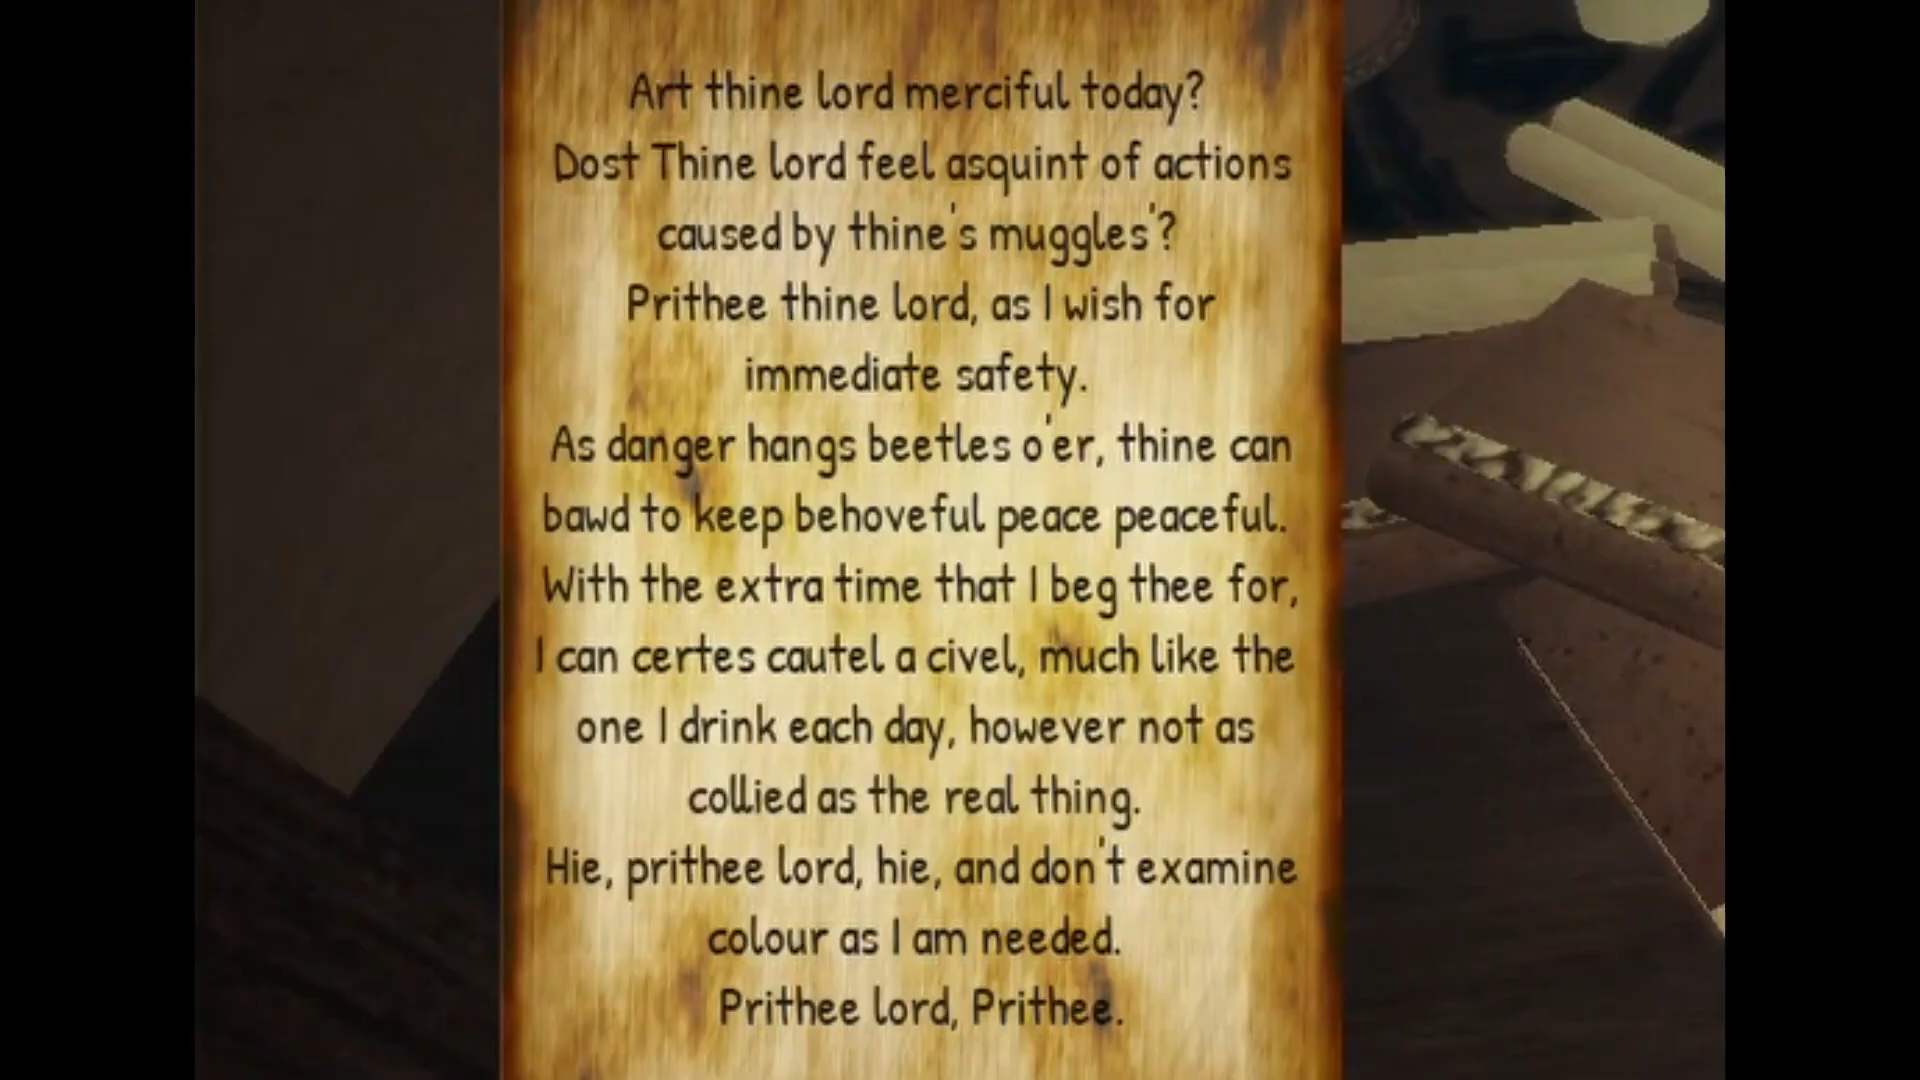 Art thine lord merciful today?
Dost Thine lord feel asquint of actions
caused by thine's muggles'?
Prithee thine lord, as I wish for
immediate safety.
As danger hangs beetles o'er, thine can
bawd to keep behoveful peace peaceful.
With the extra time that I beg thee for,
I can certes cautel a civel, much like the
one I drink each day, however not as
collied as the real thing.
Hie, prithee lord, hie, and don't examine
colour as I am needed.
Prithee lord, Prithee.